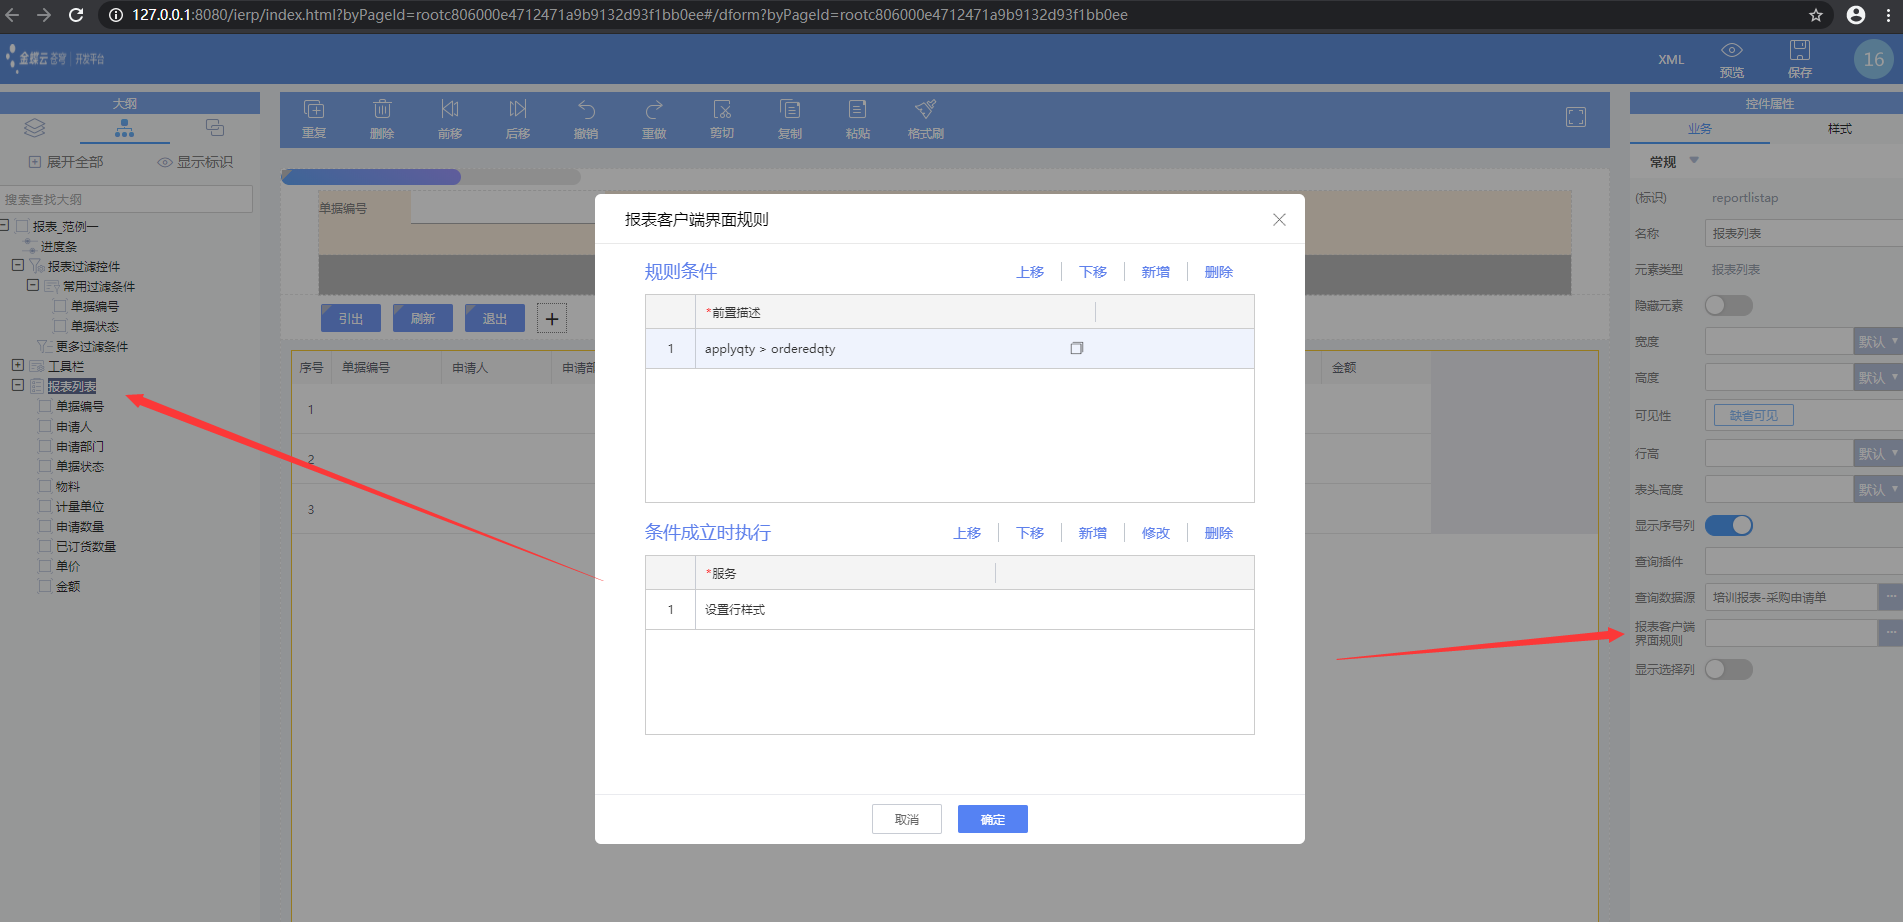 127.0.0.1:8080/ierp/index.html?byPageId=rootc806000e4712471a9b9132d93f1bb0ee#/dform?byPageId=rootc806000e4712471a9b9132d93f1bb0ee
金蝶云 苍穹 | 开发平台
XML
预览
保存
16
大纲
展开全部
显示标识
搜索查找大纲
报表_范例一
进度条
报表过滤控件
常用过滤条件
单据编号
单据状态
更多过滤条件
工具栏
报表列表
单据编号
申请人
申请部门
单据状态
物料
计量单位
申请数量
已订货数量
单价
金额
重复
删除
前移
后移
撤销
重做
剪切
复制
粘贴
格式刷
单据编号
引出
刷新
退出
序号
单据编号
申请人
申请部
金额
1
2
3
报表客户端界面规则
规则条件
上移
下移
新增
删除
*前置描述
1
applyqty > orderedqty
条件成立时执行
上移
下移
新增
修改
删除
*服务
1
设置行样式
取消
确定
控件属性
业务
样式
常规
(标识) reportlistap
名称 报表列表
元素类型 报表列表
隐藏元素
宽度 默认
高度 默认
可见性 缺省可见
行高 默认
表头高度 默认
显示序号列
查询插件
查询数据源 培训报表-采购申请单 ...
报表客户端
界面规则 ...
显示选择列